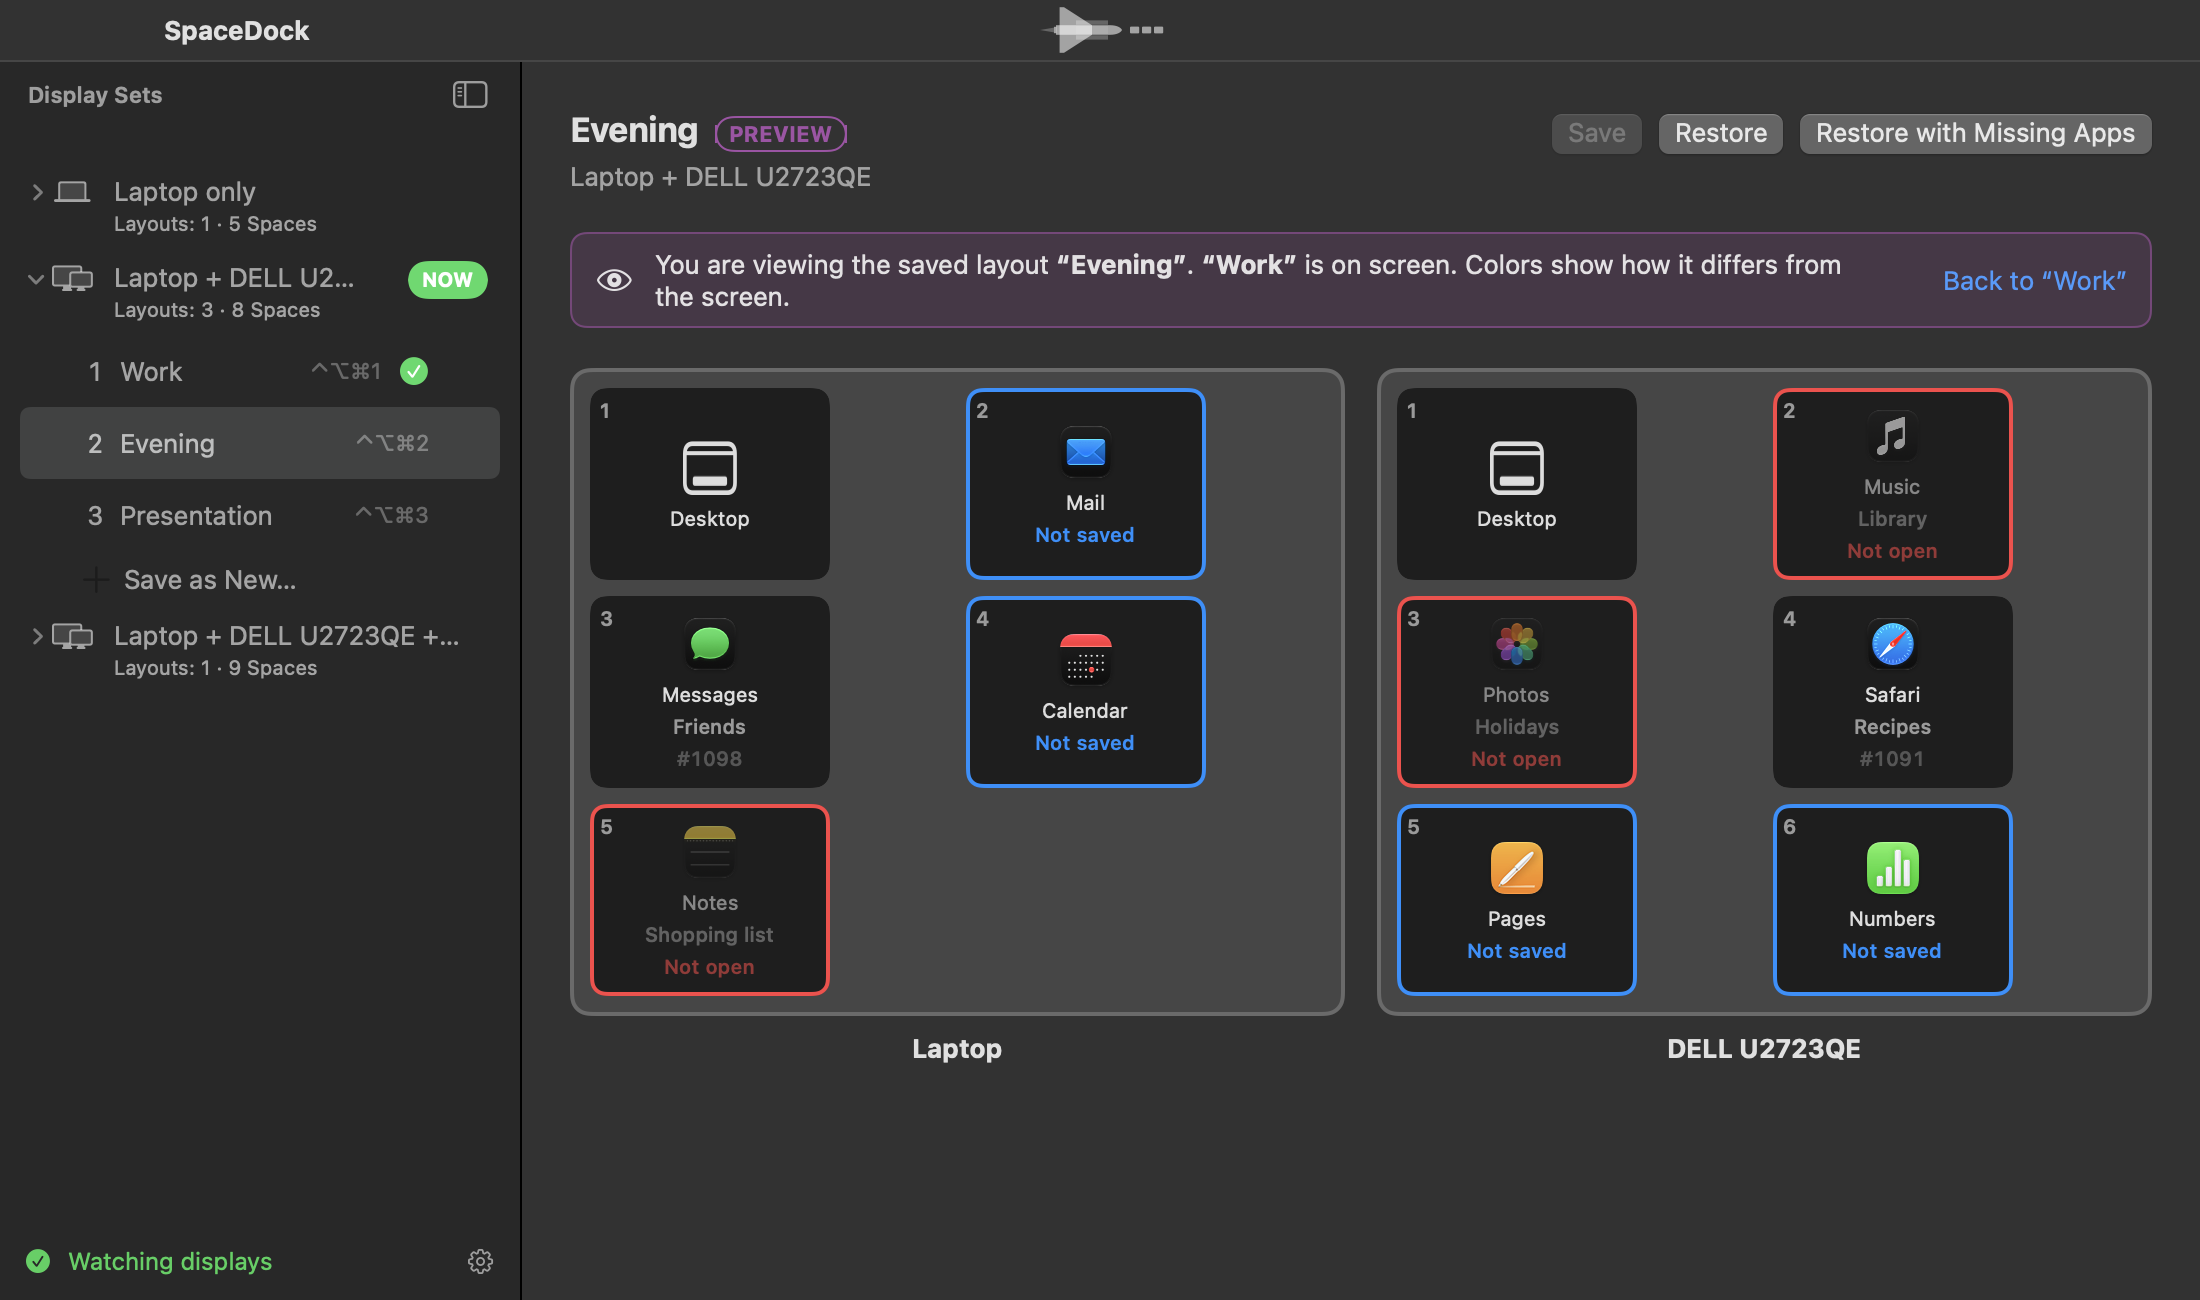 SpaceDock
Display Sets
Laptop only
Layouts: 1 · 5 Spaces
Laptop + DELL U2...
NOW
Layouts: 3 · 8 Spaces
1 Work ^⌥⌘1
2 Evening ^⌥⌘2
3 Presentation ^⌥⌘3
Save as New...
Laptop + DELL U2723QE +...
Layouts: 1 · 9 Spaces
Watching displays
Evening PREVIEW
Laptop + DELL U2723QE
Save
Restore
Restore with Missing Apps
You are viewing the saved layout “Evening”. “Work” is on screen. Colors show how it differs from
the screen.
Back to “Work”
1
Desktop
2
Mail
Not saved
3
Messages
Friends
#1098
4
Calendar
Not saved
5
Notes
Shopping list
Not open
Laptop
1
Desktop
2
Music
Library
Not open
3
Photos
Holidays
Not open
4
Safari
Recipes
#1091
5
Pages
Not saved
6
Numbers
Not saved
DELL U2723QE